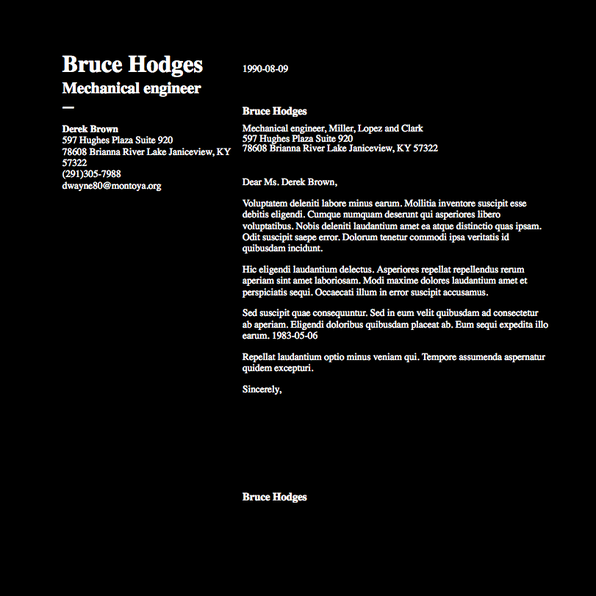 Bruce Hodges
Mechanical engineer
—
Derek Brown
597 Hughes Plaza Suite 920
78608 Brianna River Lake Janiceview, KY
57322
(291)305-7988
dwayne80@montoya.org
1990-08-09
Bruce Hodges
Mechanical engineer, Miller, Lopez and Clark
597 Hughes Plaza Suite 920
78608 Brianna River Lake Janiceview, KY 57322
Dear Ms. Derek Brown,
Voluptatem deleniti labore minus earum. Mollitia inventore suscipit esse
debitis eligendi. Cumque numquam deserunt qui asperiores libero
voluptatibus. Nobis deleniti laudantium amet ea atque distinctio quas ipsam.
Odit suscipit saepe error. Dolorum tenetur commodi ipsa veritatis id
quibusdam incidunt.
Hic eligendi laudantium delectus. Asperiores repellat repellendus rerum
aperiam sint amet laboriosam. Modi maxime dolores laudantium amet et
perspiciatis sequi. Occaecati illum in error suscipit accusamus.
Sed suscipit quae consequuntur. Sed in eum velit quibusdam ad consectetur
ab aperiam. Eligendi doloribus quibusdam placeat ab. Eum sequi expedita illo
earum. 1983-05-06
Repellat laudantium optio minus veniam qui. Tempore assumenda aspernatur
quidem excepturi.
Sincerely,
Bruce Hodges